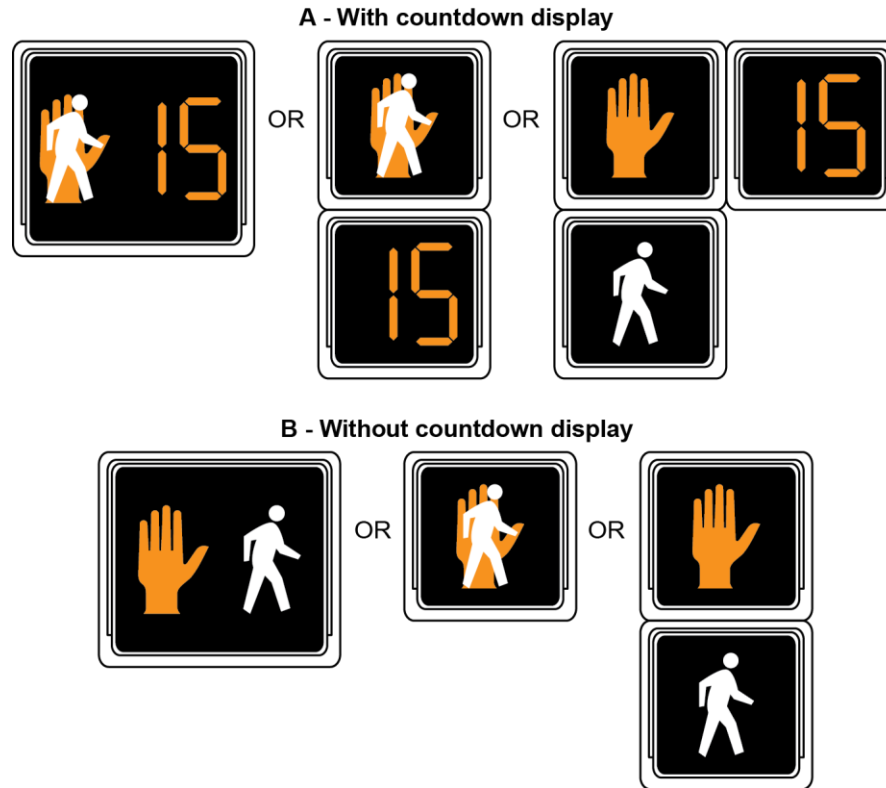 A - With countdown display
15 OR OR 15
15
B - Without countdown display
OR OR